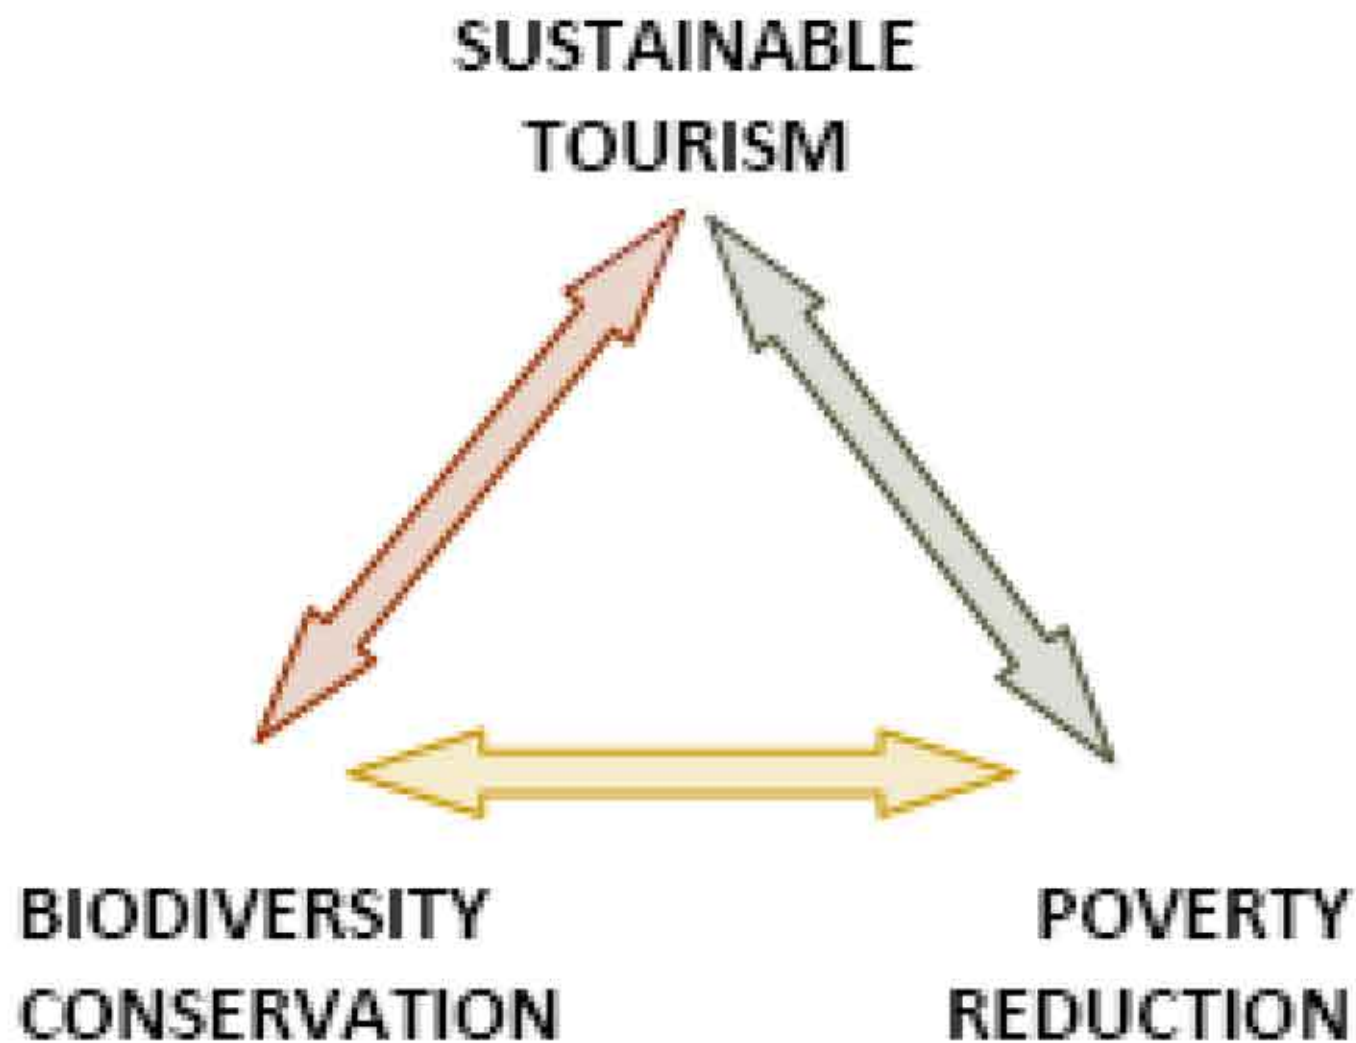 SUSTAINABLE
TOURISM
BIODIVERSITY
CONSERVATION
POVERTY
REDUCTION